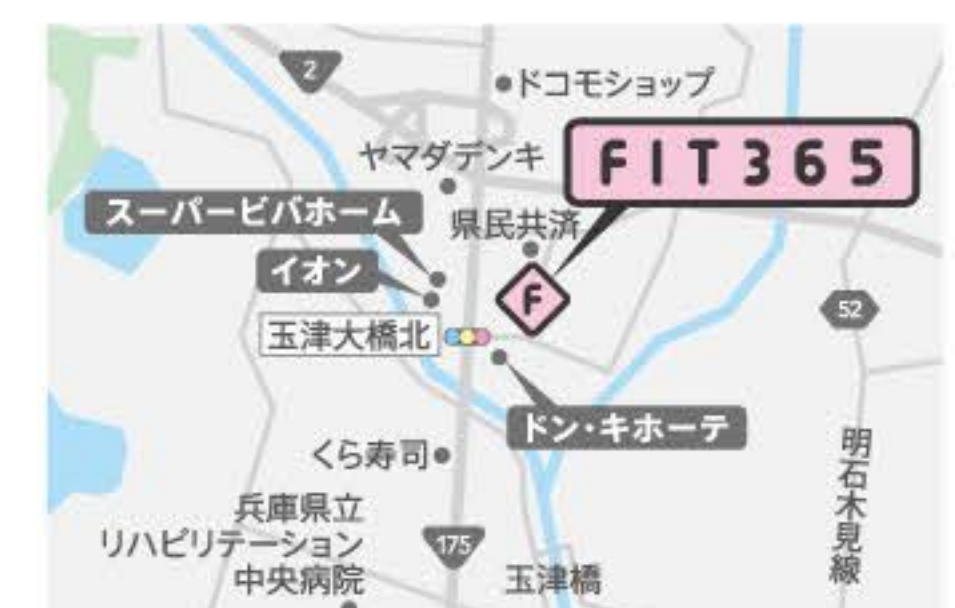 2
ドコモショップ
ヤマダデンキ
FIT365
スーパービバホーム
県民共済
イオン
F
52
玉津大橋北
ドン・キホーテ
くら寿司
明石木見線
兵庫県立
リハビリテーション
中央病院
175
玉津橋